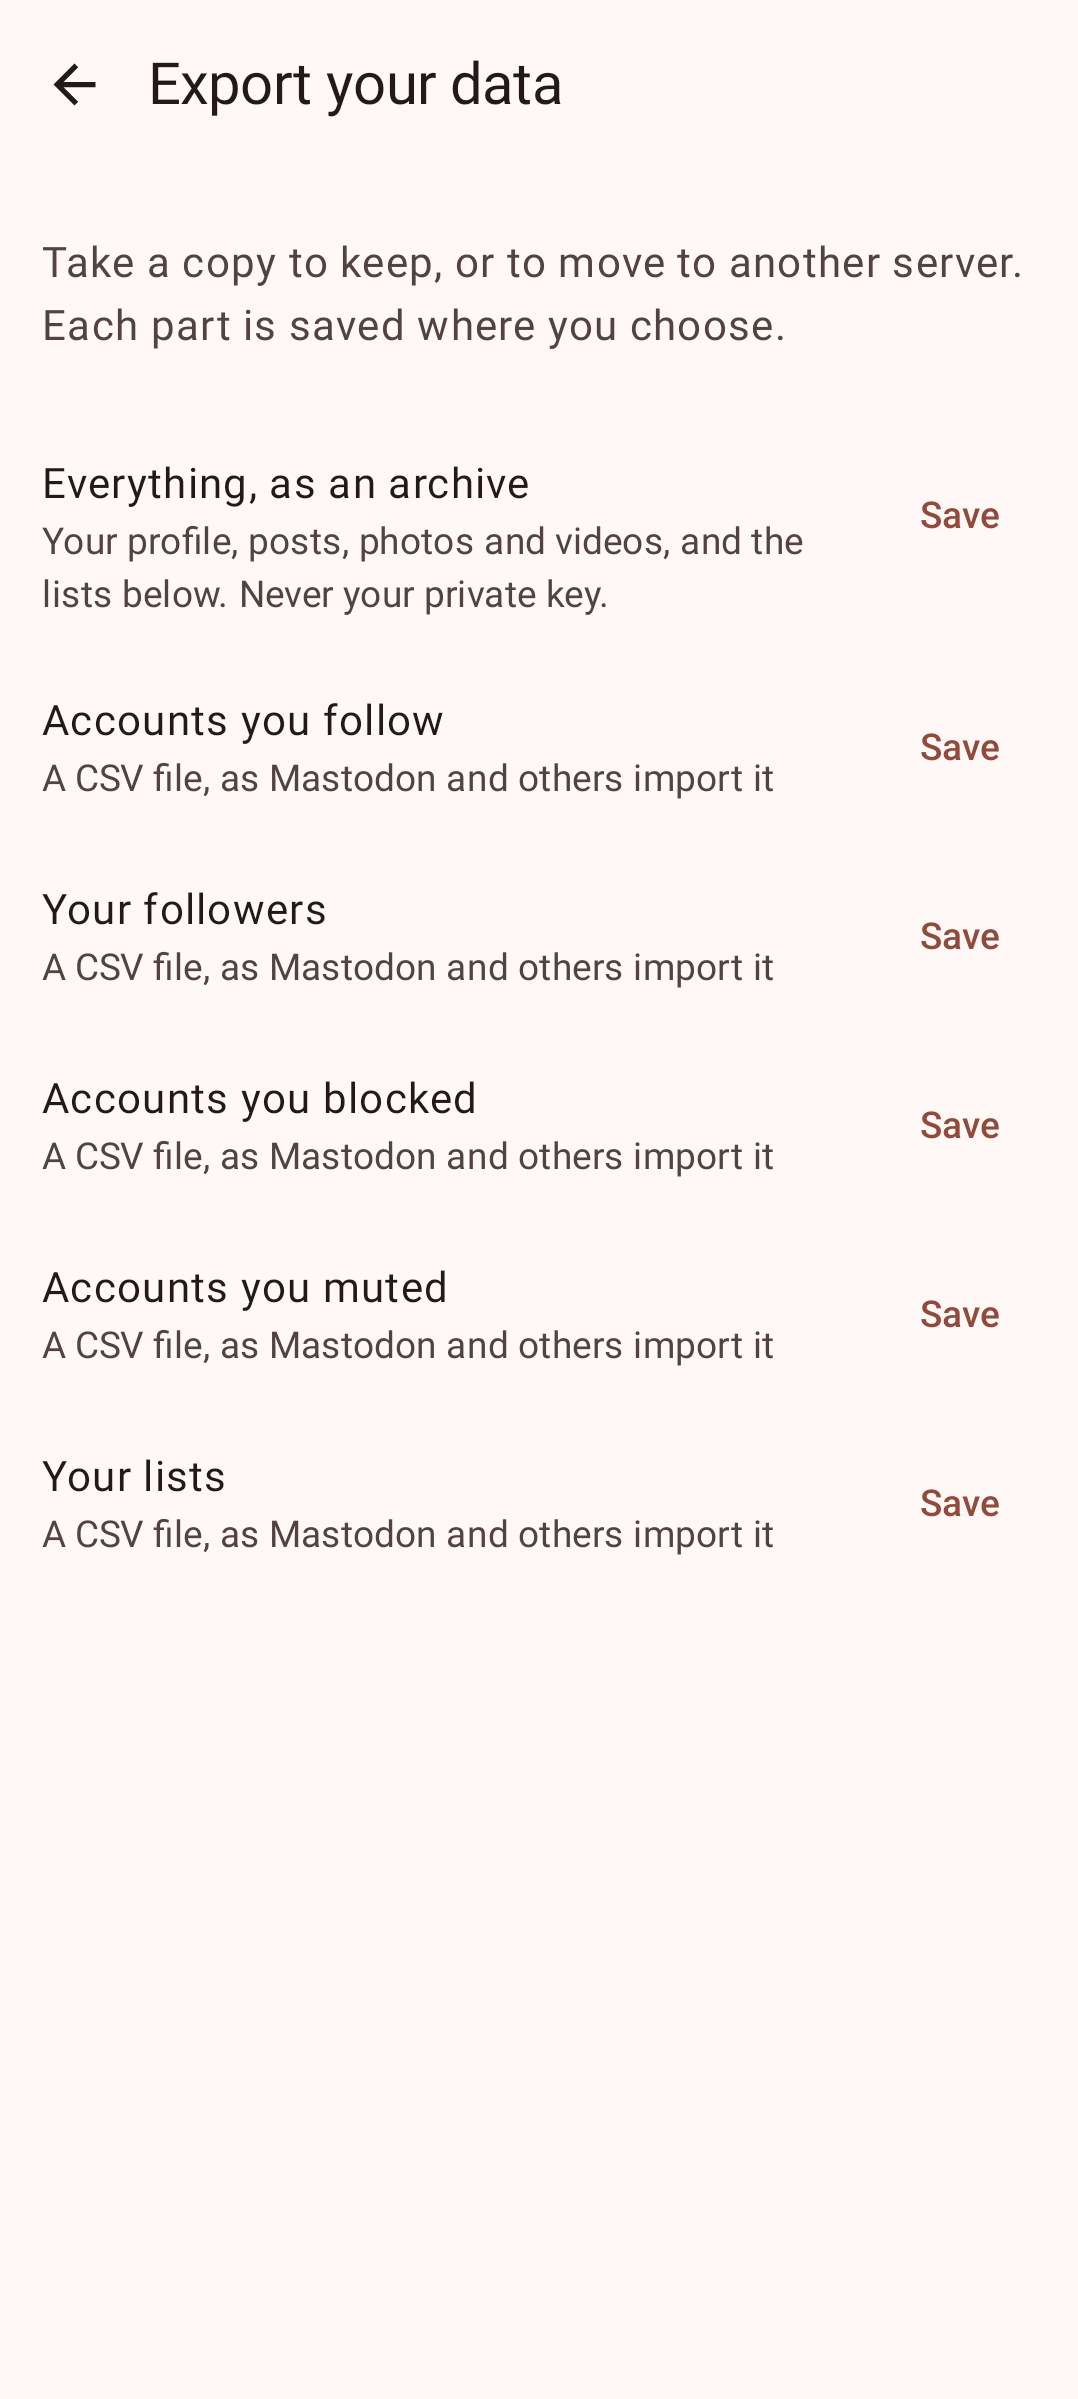 Export your data
Take a copy to keep, or to move to another server.
Each part is saved where you choose.
Everything, as an archive
Your profile, posts, photos and videos, and the
lists below. Never your private key.
Save
Accounts you follow
A CSV file, as Mastodon and others import it
Save
Your followers
A CSV file, as Mastodon and others import it
Save
Accounts you blocked
A CSV file, as Mastodon and others import it
Save
Accounts you muted
A CSV file, as Mastodon and others import it
Save
Your lists
A CSV file, as Mastodon and others import it
Save